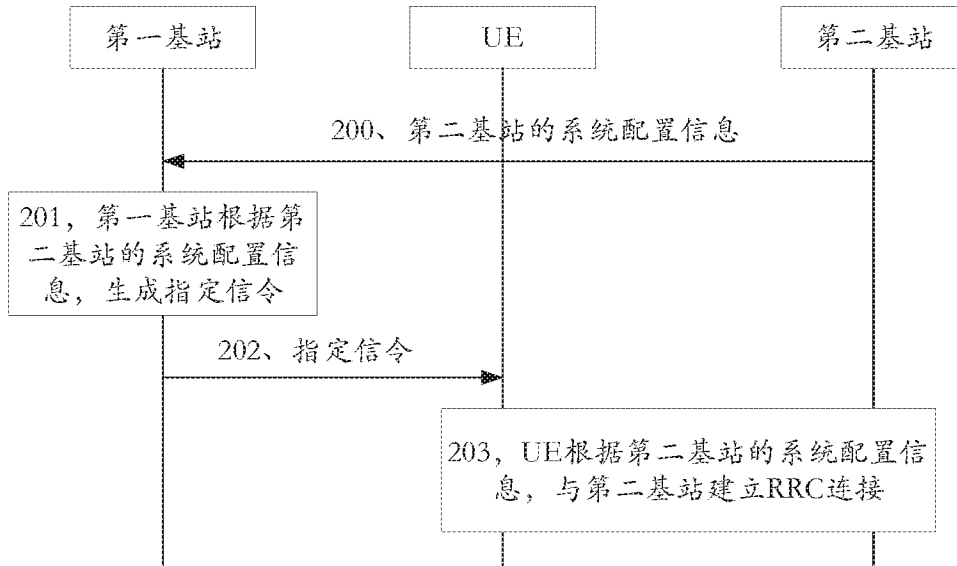 第一基站
UE
第二基站
200、第二基站的系统配置信息
201，第一基站根据第
二基站的系统配置信
息，生成指定信令
202、指定信令
203，UE根据第二基站的系统配置信
息，与第二基站建立RRC连接